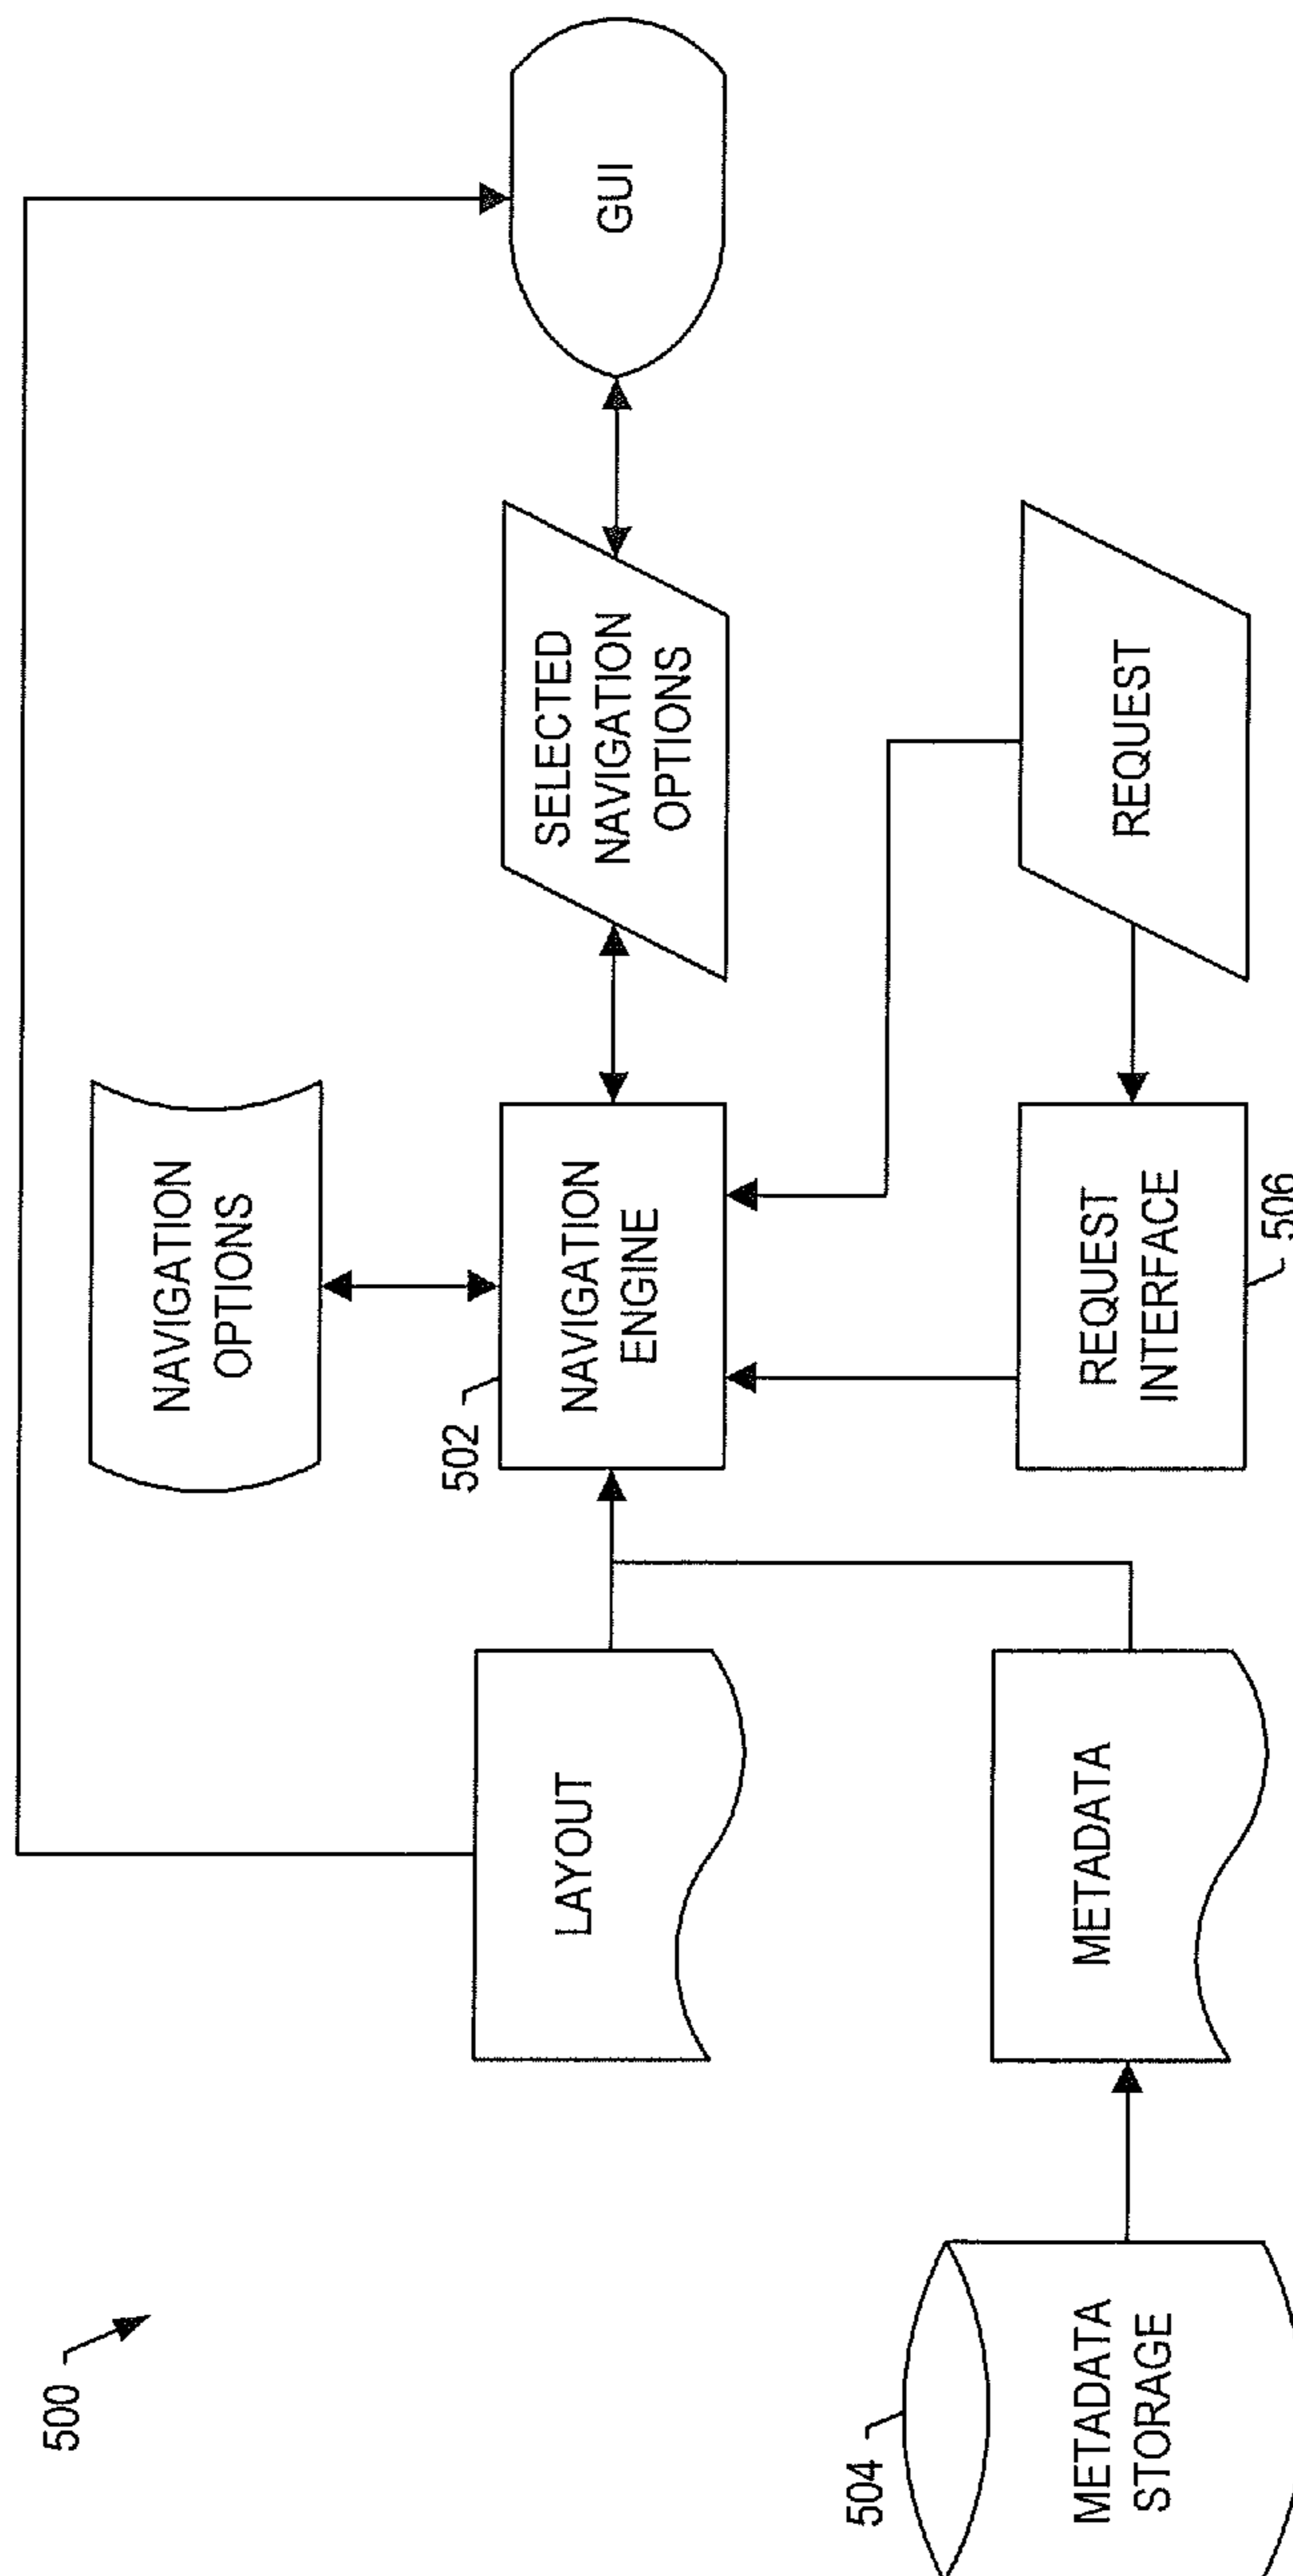 500
NAVIGATION
OPTIONS
LAYOUT
502
NAVIGATION
ENGINE
SELECTED
NAVIGATION
OPTIONS
GUI
504
METADATA
STORAGE
METADATA
REQUEST
INTERFACE
506
REQUEST